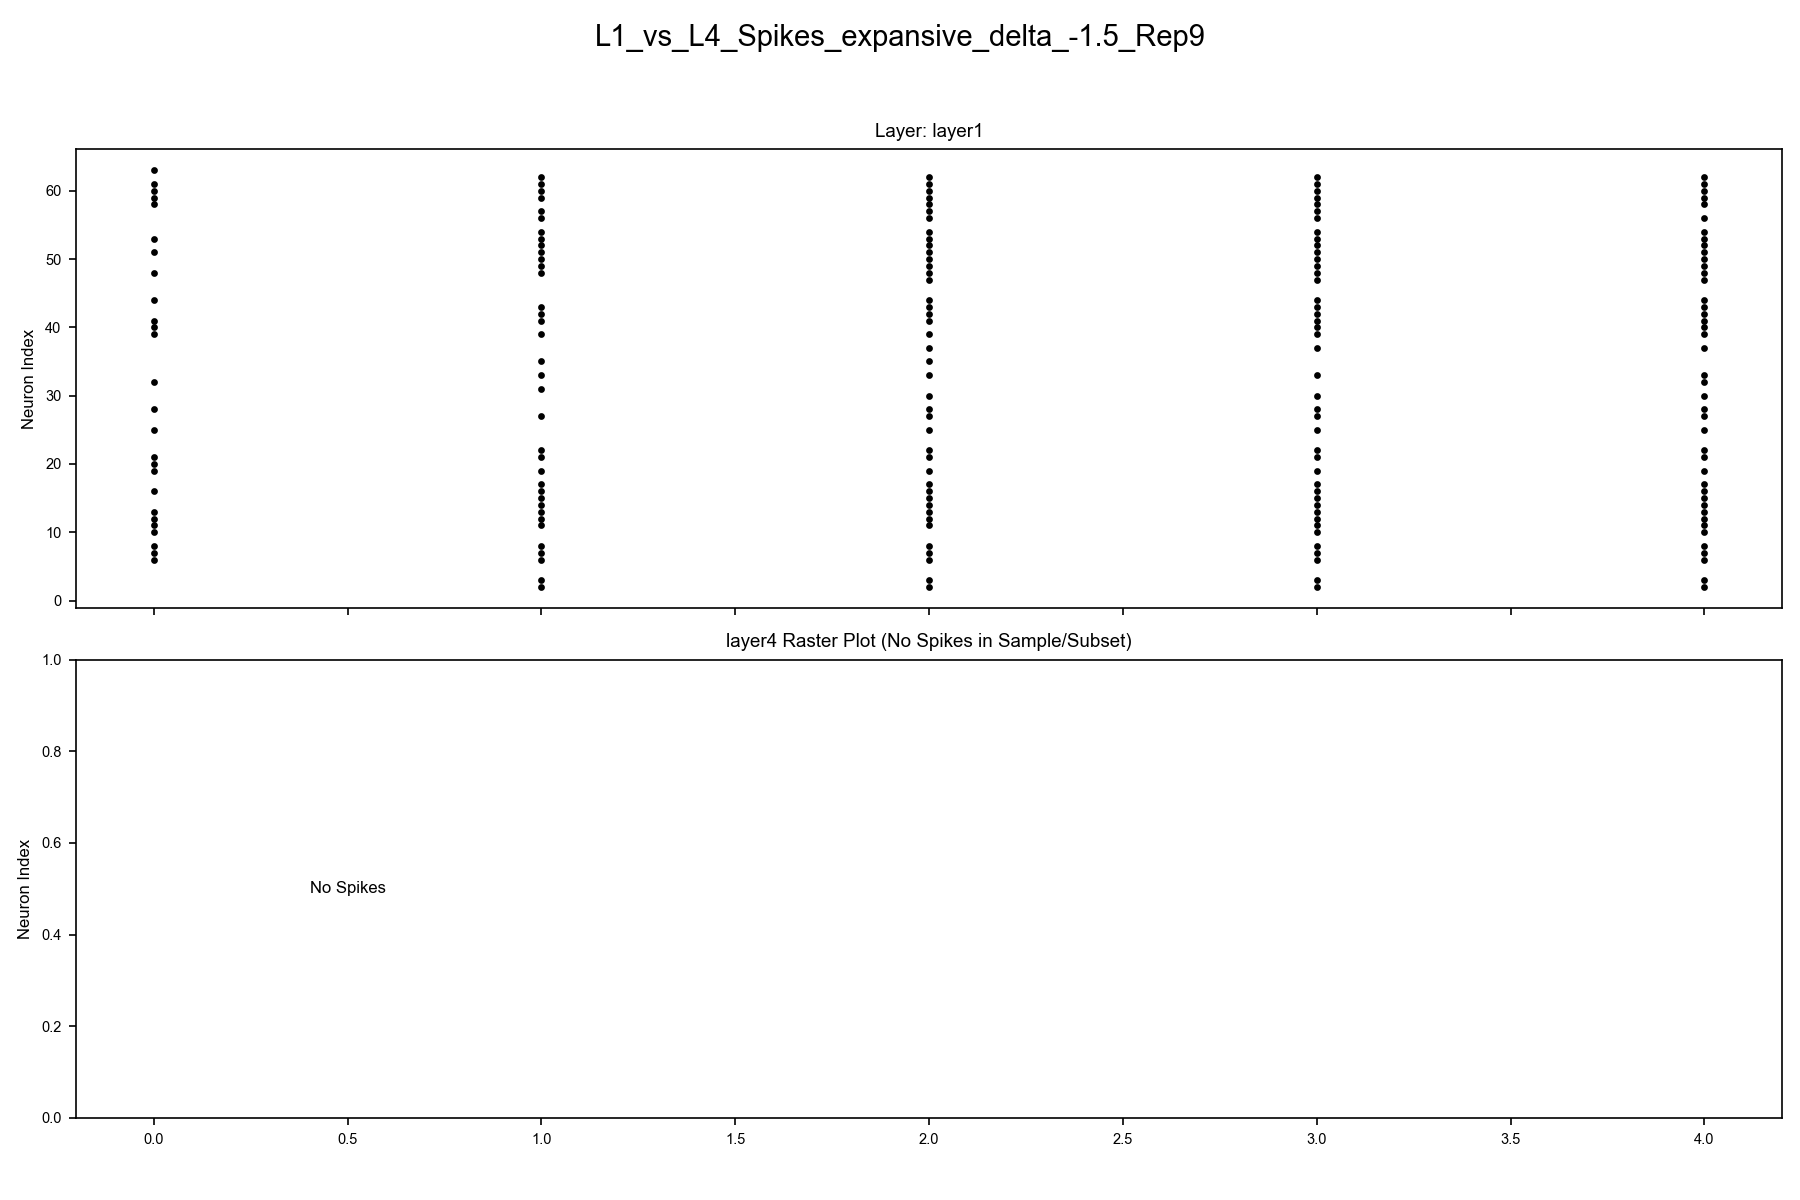 L1_vs_L4_Spikes_expansive_delta_-1.5_Rep9
Layer: layer1
Neuron Index
60
50
40
30
20
10
0
layer4 Raster Plot (No Spikes in Sample/Subset)
Neuron Index
1.0
0.8
0.6
0.4
0.2
0.0
No Spikes
0.0 0.5 1.0 1.5 2.0 2.5 3.0 3.5 4.0